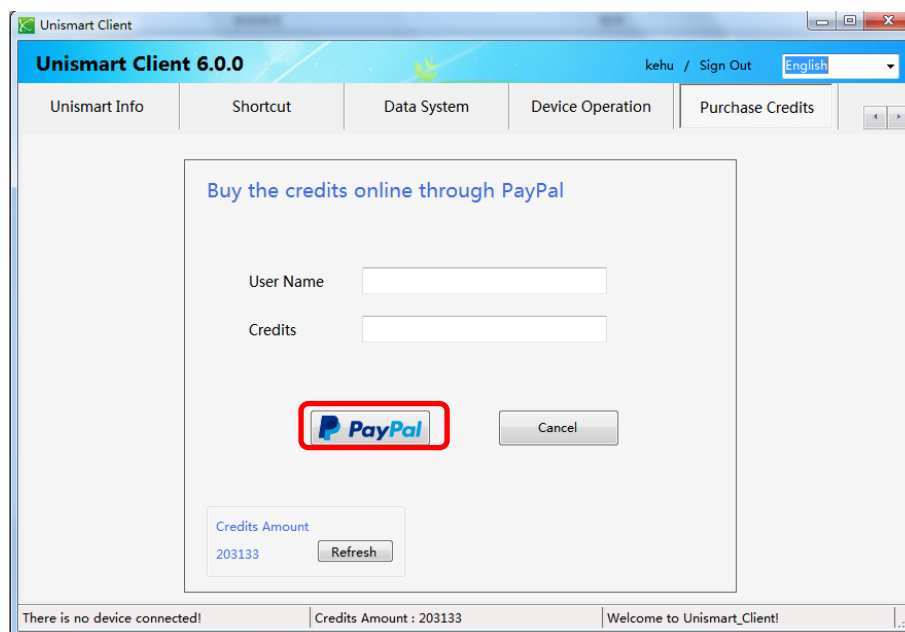 Unismart Client
Unismart Client 6.0.0
kehu / Sign Out
English
Unismart Info
Shortcut
Data System
Device Operation
Purchase Credits
Buy the credits online through PayPal
User Name
Credits
PayPal
Cancel
Credits Amount
203133
Refresh
There is no device connected!
Credits Amount : 203133
Welcome to Unismart_Client!